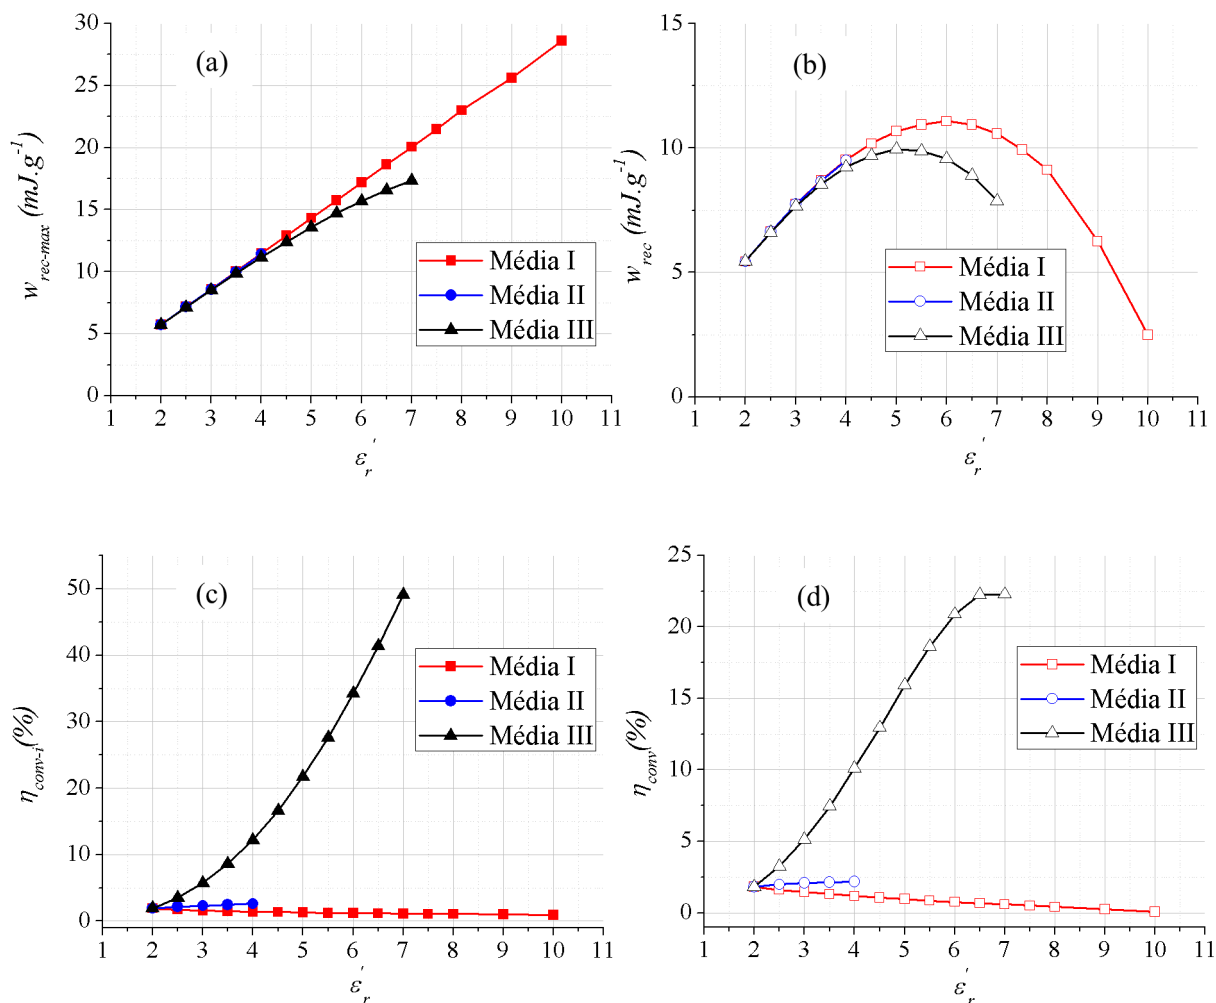 (a)
w_rec-max (mJ.g^-1)
30
25
20
15
10
5
0
Média I
Média II
Média III
1 2 3 4 5 6 7 8 9 10 11
ε_r'
(b)
w_rec (mJ.g^-1)
15
10
5
0
Média I
Média II
Média III
1 2 3 4 5 6 7 8 9 10 11
ε_r'
(c)
η_conv-i (%)
50
40
30
20
10
0
Média I
Média II
Média III
1 2 3 4 5 6 7 8 9 10 11
ε_r'
(d)
η_conv (%)
25
20
15
10
5
0
Média I
Média II
Média III
1 2 3 4 5 6 7 8 9 10 11
ε_r'